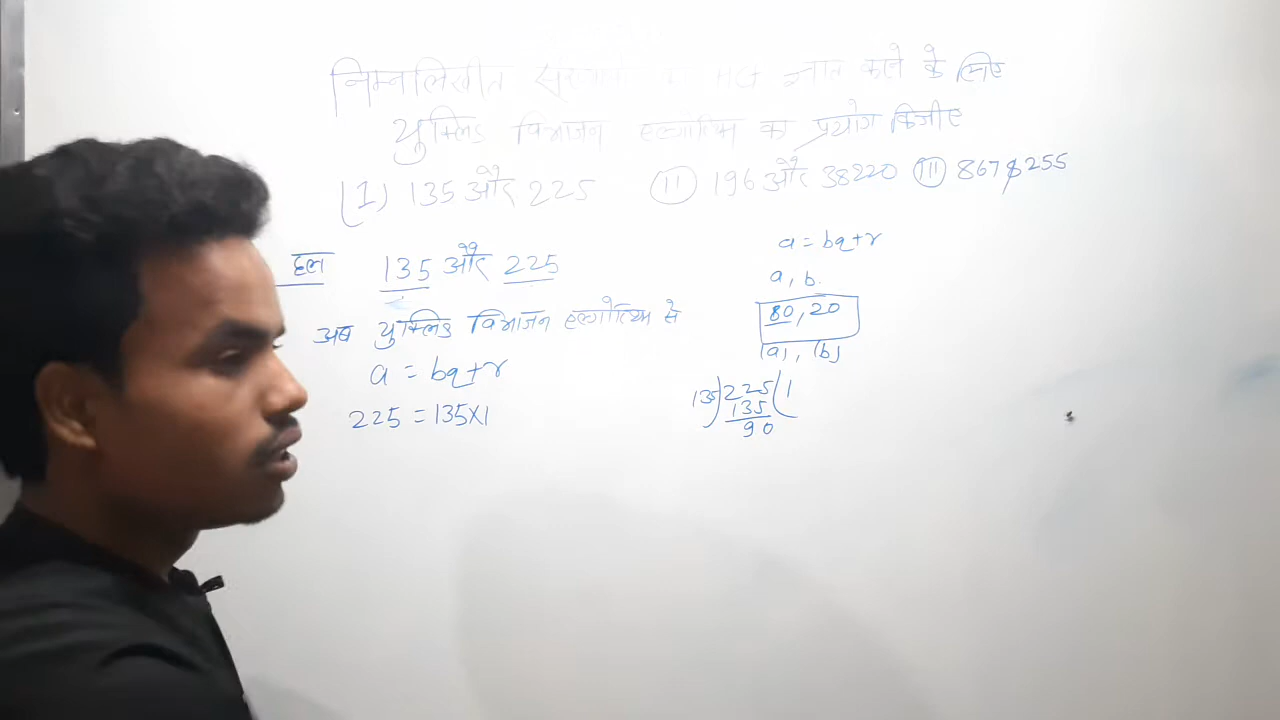 निम्नलिखीत HCF ज्ञात करने के लिए
युक्लिड विभाजन एल्गोरिथ्म का प्रयोग किजीए
(1) 135 और 225 (II) 196 और 38220 (III) 867 और 255
हल 135 और 225
a = bq+r
a, b.
अब युक्लिड विभाजन एल्गोरिथ्म से
80, 20
(a), (b)
a = bq+r
225 = 135×1
135)225(1
135
90